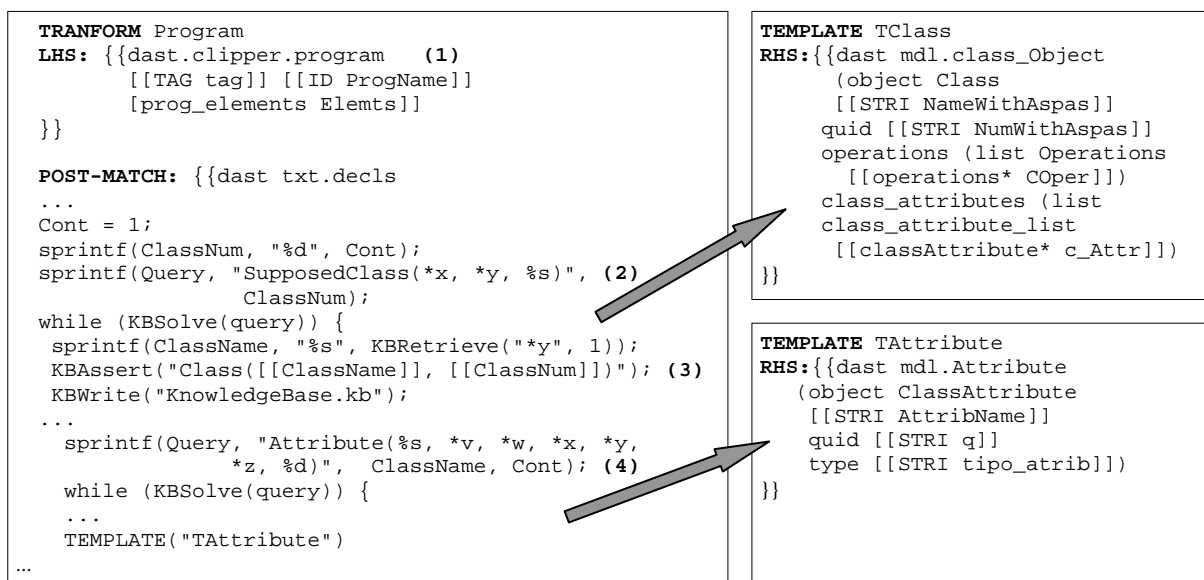 TRANFORM Program
LHS: {{dast.clipper.program (1)
[[TAG tag]] [[ID ProgName]]
[prog_elements Elemts]]
}}
POST-MATCH: {{dast txt.decls
...
Cont = 1;
sprintf(ClassNum, "%d", Cont);
sprintf(Query, "SupposedClass(*x, *y, %s)", (2)
ClassNum);
while (KBSolve(query)) {
sprintf(ClassName, "%s", KBRetrieve("*y", 1));
KBAssert("Class([[ClassName]], [[ClassNum]])"); (3)
KBWrite("KnowledgeBase.kb");
...
sprintf(Query, "Attribute(%s, *v, *w, *x, *y,
*z, %d)", ClassName, Cont); (4)
while (KBSolve(query)) {
...
TEMPLATE("TAttribute")
...
TEMPLATE TClass
RHS:{{dast mdl.class_Object
(object Class
[[STRI NameWithAspas]]
quid [[STRI NumWithAspas]]
operations (list Operations
[[operations* COper]])
class_attributes (list
class_attribute_list
[[classAttribute* c_Attr]])
}}
TEMPLATE TAttribute
RHS:{{dast mdl.Attribute
(object ClassAttribute
[[STRI AttribName]]
quid [[STRI q]]
type [[STRI tipo_atrib]])
}}